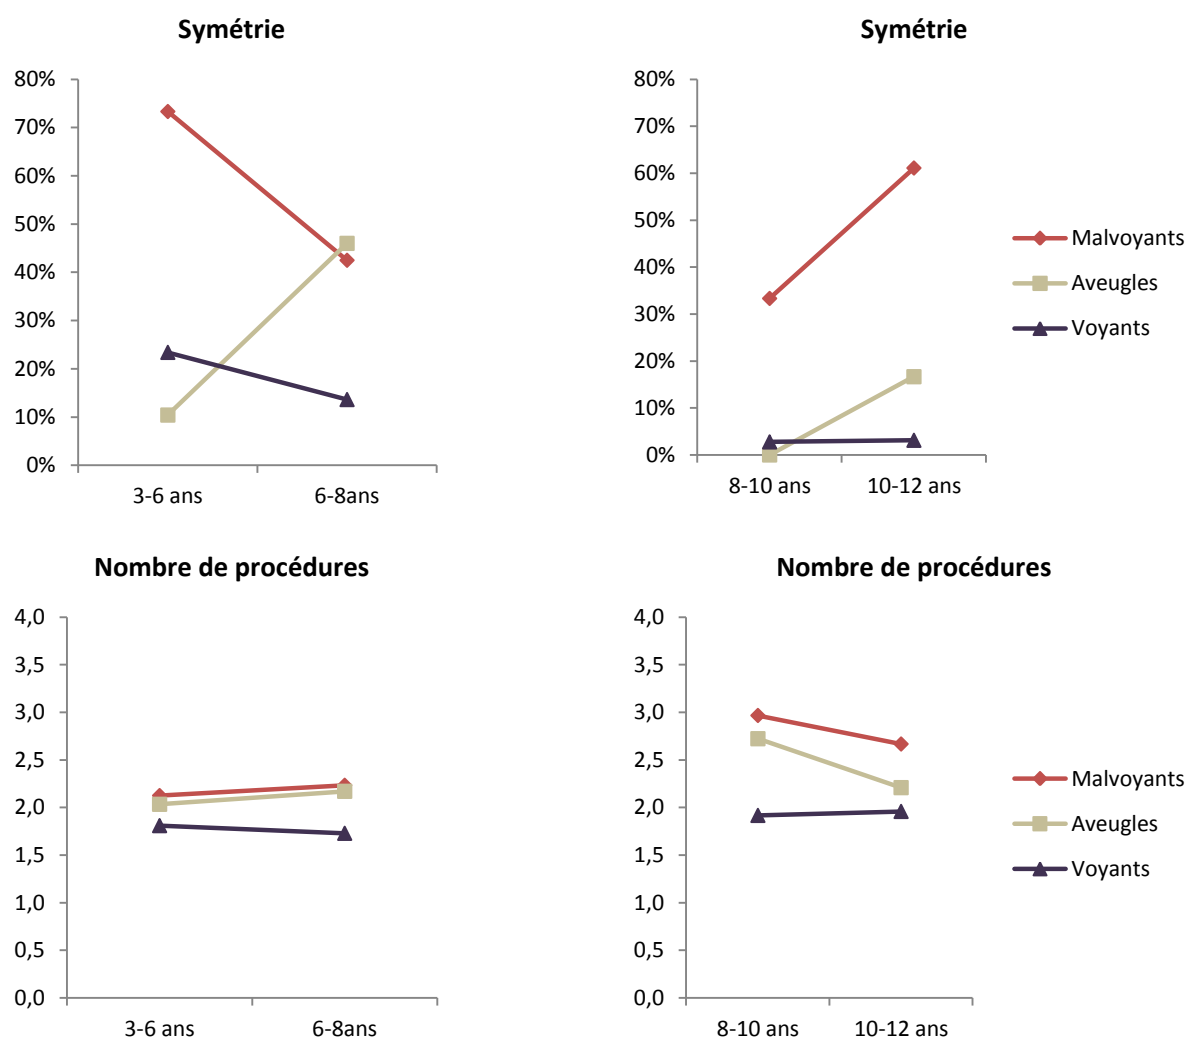 Symétrie
80%
70%
60%
50%
40%
30%
20%
10%
0%
3-6 ans
6-8ans
Symétrie
80%
70%
60%
50%
40%
30%
20%
10%
0%
8-10 ans
10-12 ans
Malvoyants
Aveugles
Voyants
Nombre de procédures
4,0
3,5
3,0
2,5
2,0
1,5
1,0
0,5
0,0
3-6 ans
6-8ans
Nombre de procédures
4,0
3,5
3,0
2,5
2,0
1,5
1,0
0,5
0,0
8-10 ans
10-12 ans
Malvoyants
Aveugles
Voyants